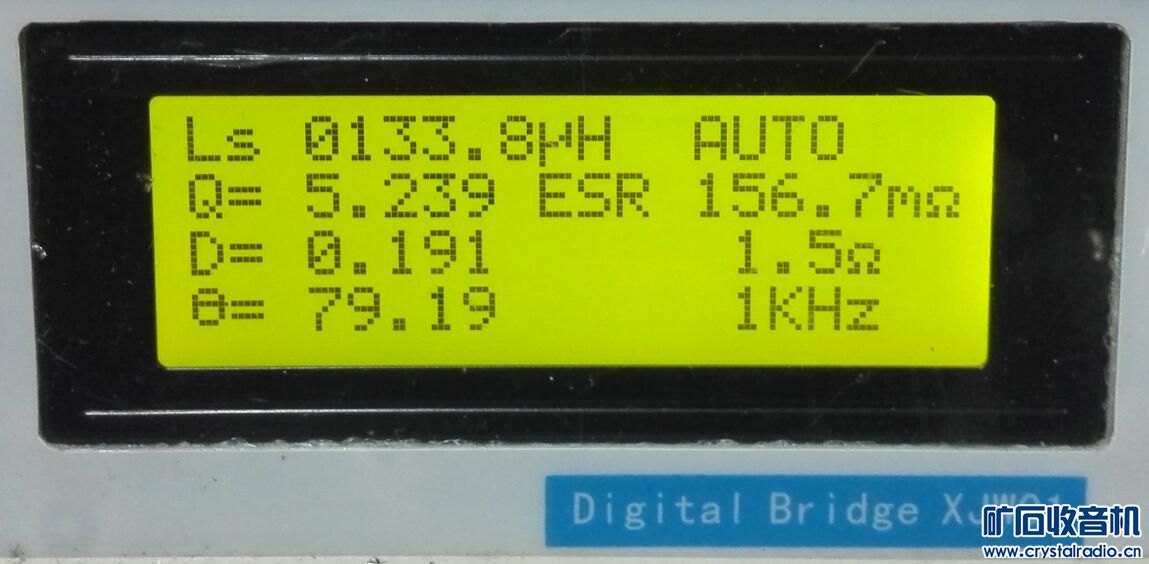 Ls 0133.8μH AUTO
Q= 5.239 ESR 156.7mΩ
D= 0.191 1.5Ω
θ= 79.19 1KHz
Digital Bridge
矿石收音机
www.crystalradio.cn